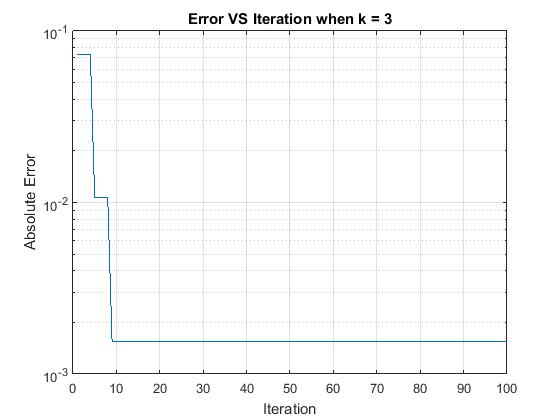 Error VS Iteration when k = 3
10-1
10-2
10-3
Absolute Error
0 10 20 30 40 50 60 70 80 90 100
Iteration